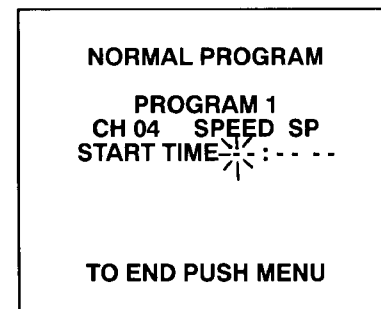 NORMAL PROGRAM
PROGRAM 1
CH 04 SPEED SP
START TIME --:-- --
TO END PUSH MENU